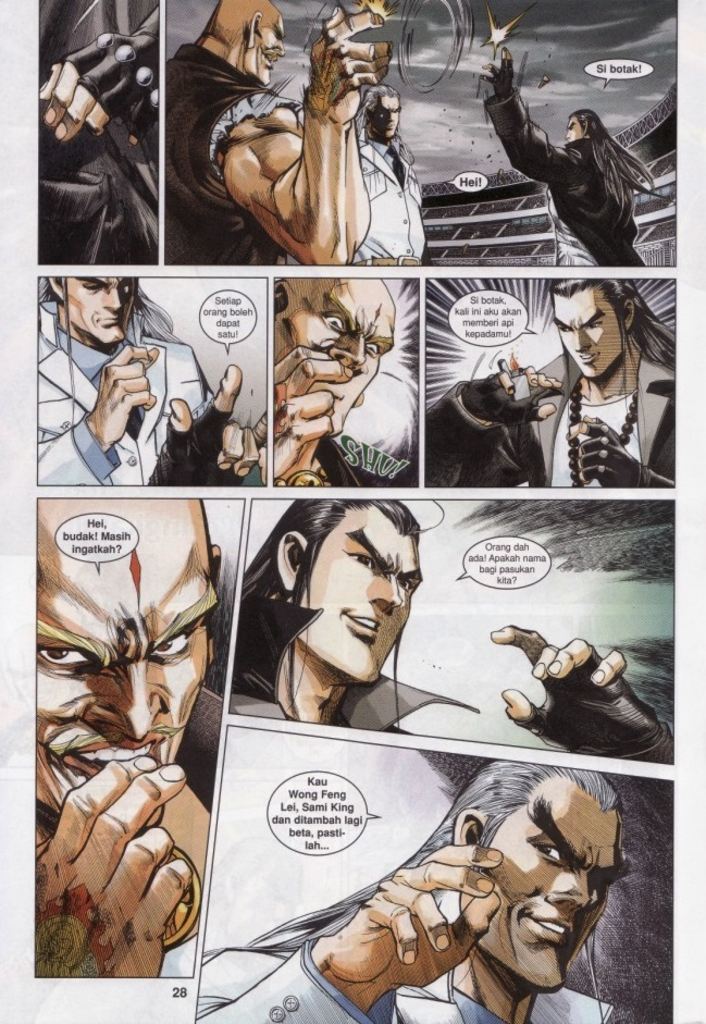 Si botak!
Hei!
Setiap
orang boleh
dapat
satu!
SHU!
Si botak,
kali ini aku akan
memberi api
kepadamu!
Hei,
budak! Masih
ingatkah?
Orang dah
ada! Apakah nama
bagi pasukan
kita?
Kau
Wong Feng
Lei, Sami King
dan ditambah lagi
beta, pasti-
lah...
28